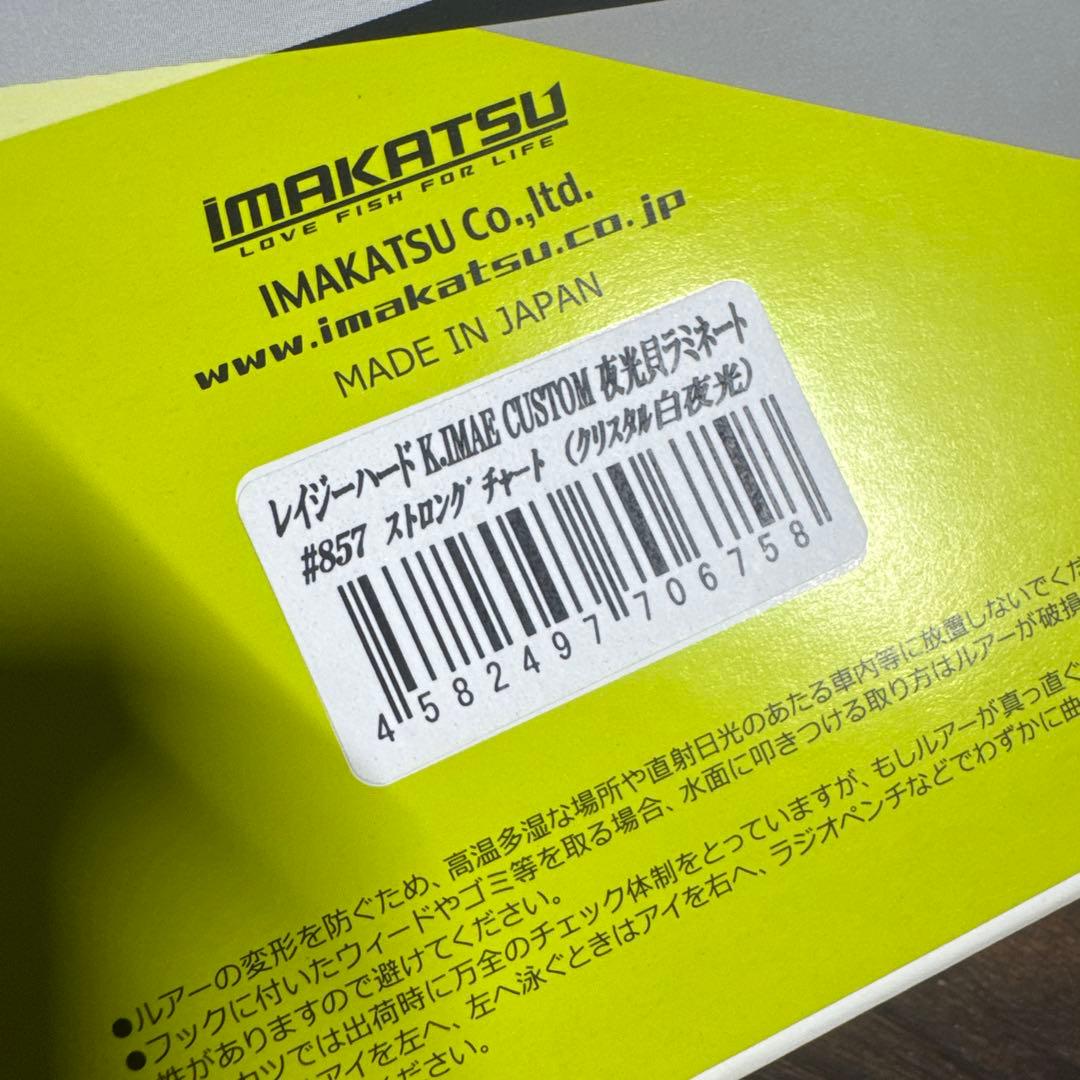 iMAKATSU
LOVE FISH FOR LIFE
IMAKATSU Co.,ltd.
www.imakatsu.co.jp
MADE IN JAPAN
レイジーハード K.IMAE CUSTOM 夜光貝ラミネート
#857 ストロング チャート (クリスタル白夜光)
4582497706758
●ルアーの変形を防ぐため、高温多湿な場所や直射日光のあたる車内等に放置しないでくだ
●フックに付いたウィードやゴミ等を取る場合、水面に叩きつける取り方はルアーが破損
性がありますので避けてください。
カツでは出荷時に万全のチェック体制をとっていますが、もしルアーが真っ直ぐ
アイを左へ、左へ泳ぐときはアイを右へ、ラジオペンチなどでわずかに曲
ください。